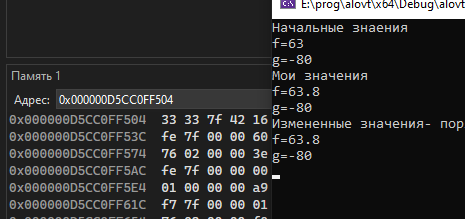 E:\prog\alovt\x64\Debug\alovt
Начальные знаения
f=63
g=-80
Мои значения
f=63.8
g=-80
Измененные значения- пор
f=63.8
g=-80
Память 1
Адрес: 0x000000D5CC0FF504
0x000000D5CC0FF504 33 33 7f 42 16
0x000000D5CC0FF53C fe 7f 00 00 60
0x000000D5CC0FF574 76 02 00 00 3e
0x000000D5CC0FF5AC fe 7f 00 00 00
0x000000D5CC0FF5E4 01 00 00 00 a9
0x000000D5CC0FF61C f7 7f 00 00 01